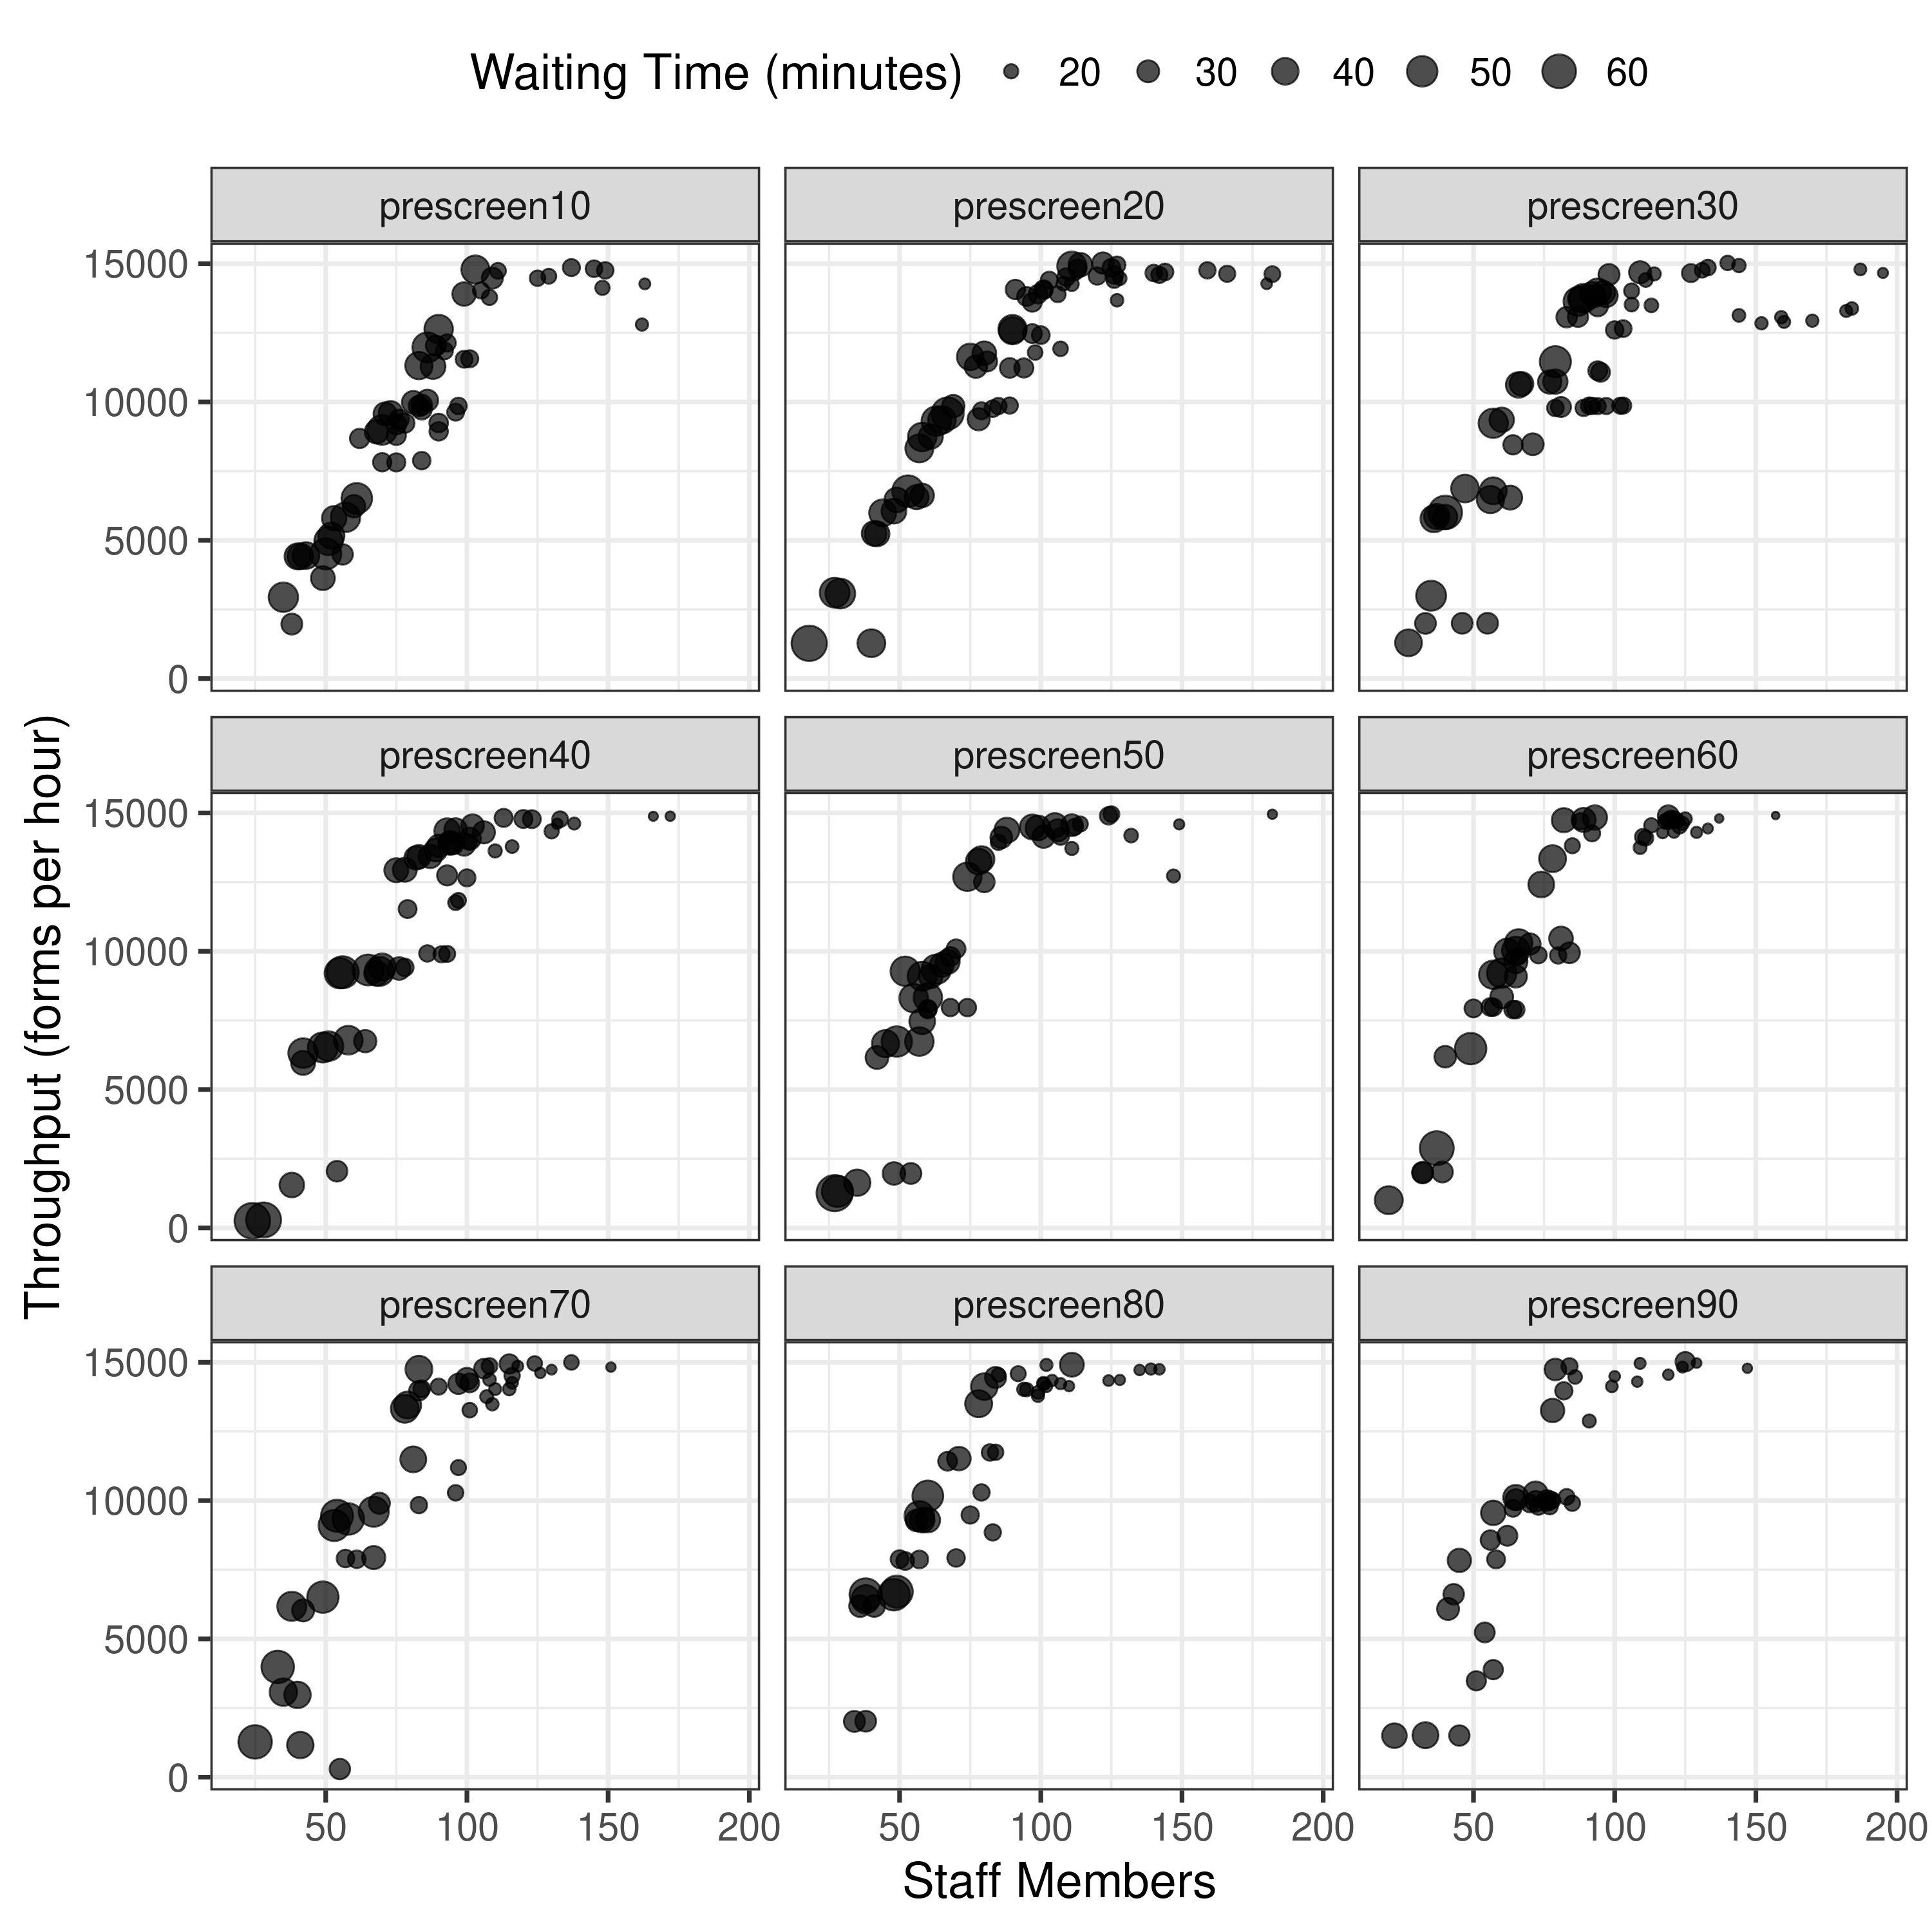 Waiting Time (minutes) 20 30 40 50 60
prescreen10 prescreen20 prescreen30
15000
10000
5000
0
prescreen40 prescreen50 prescreen60
15000
10000
5000
0
prescreen70 prescreen80 prescreen90
15000
10000
5000
0
50 100 150 200 50 100 150 200 50 100 150 200
Staff Members
Throughput (forms per hour)